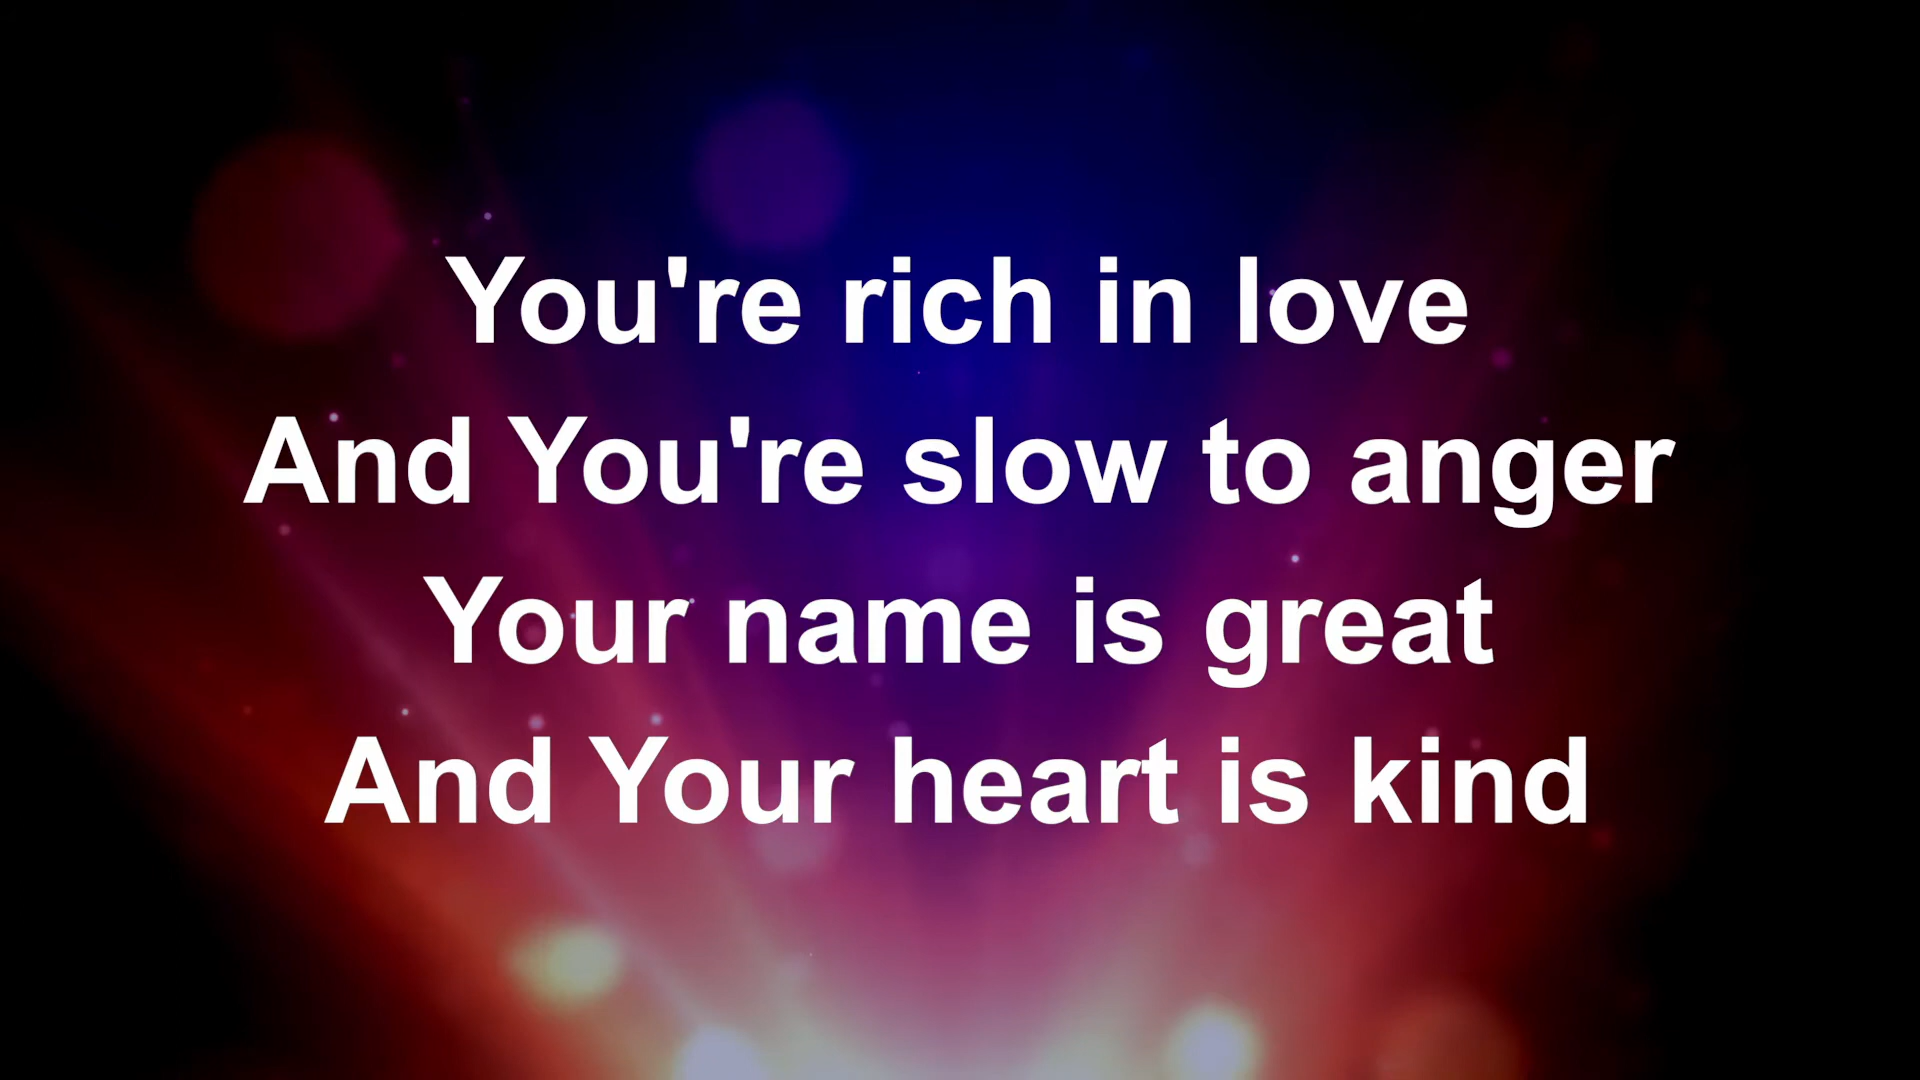 You're rich in love
And You're slow to anger
Your name is great
And Your heart is kind